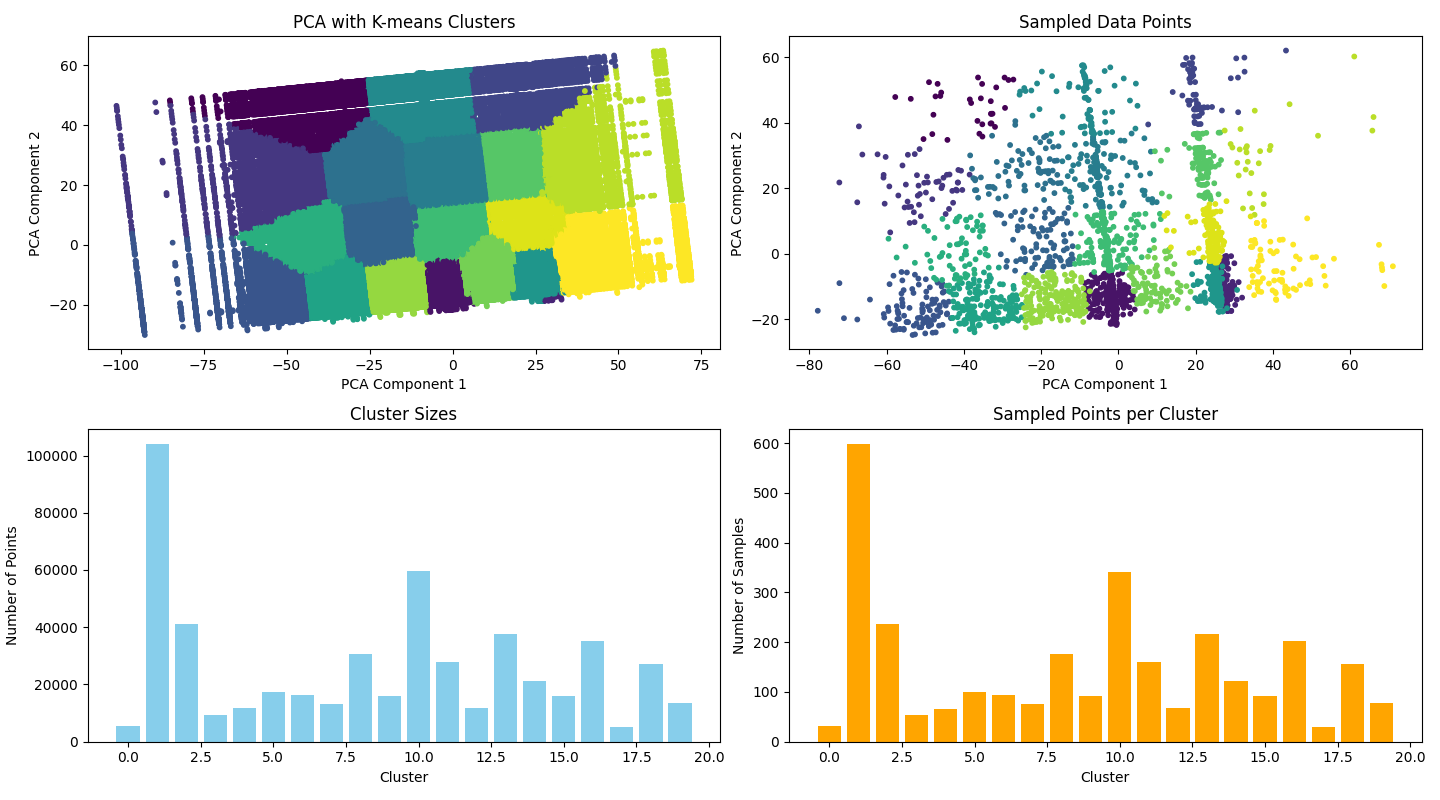 PCA with K-means Clusters
PCA Component 2
60
40
20
0
−20
−100 −75 −50 −25 0 25 50 75
PCA Component 1
Sampled Data Points
PCA Component 2
60
40
20
0
−20
−80 −60 −40 −20 0 20 40 60
PCA Component 1
Cluster Sizes
Number of Points
100000
80000
60000
40000
20000
0
0.0 2.5 5.0 7.5 10.0 12.5 15.0 17.5 20.0
Cluster
Sampled Points per Cluster
Number of Samples
600
500
400
300
200
100
0
0.0 2.5 5.0 7.5 10.0 12.5 15.0 17.5 20.0
Cluster